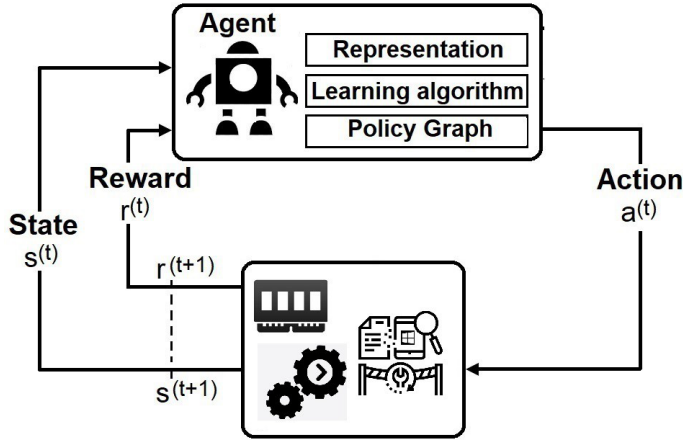 Agent
Representation
Learning algorithm
Policy Graph
Reward
r(t)
Action
a(t)
State
s(t)
r(t+1)
s(t+1)